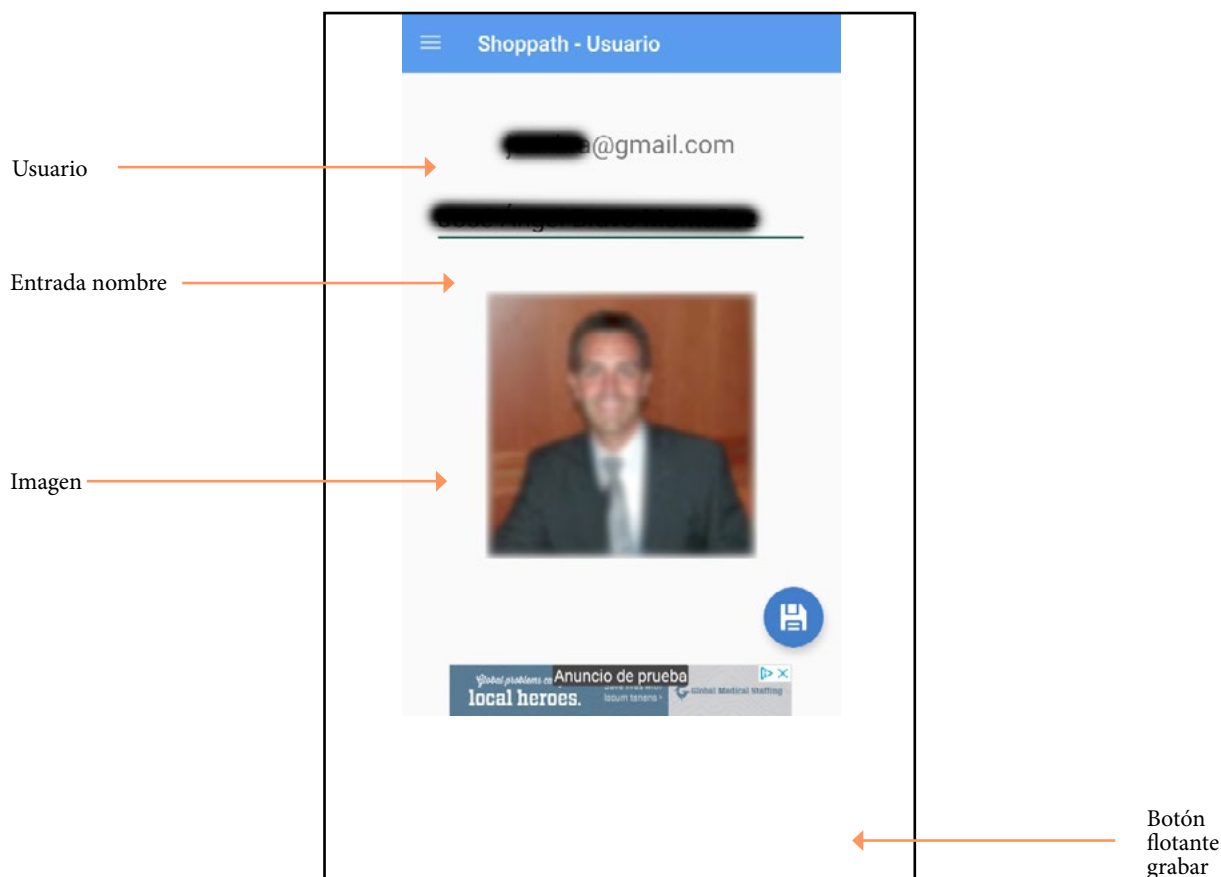 Shoppath - Usuario
@gmail.com
Usuario
Entrada nombre
Imagen
Anuncio de prueba
local heroes.
Global Medical Staffing
Botón
flotante
grabar